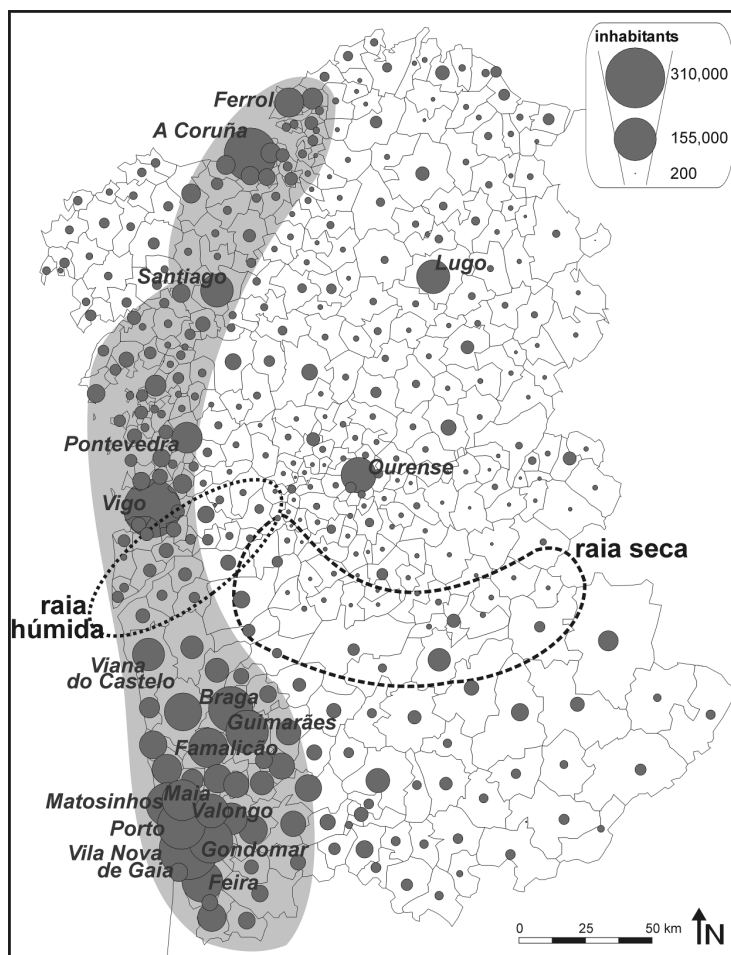 inhabitants
310,000
155,000
200
Ferrol
A Coruña
Santiago
Lugo
Pontevedra
Ourense
Vigo
raia seca
raia
húmida
Viana
do Castelo
Braga
Guimarães
Famalicão
Maia
Matosinhos
Valongo
Porto
Vila Nova
de Gaia
Gondomar
Feira
0 25 50 km
N